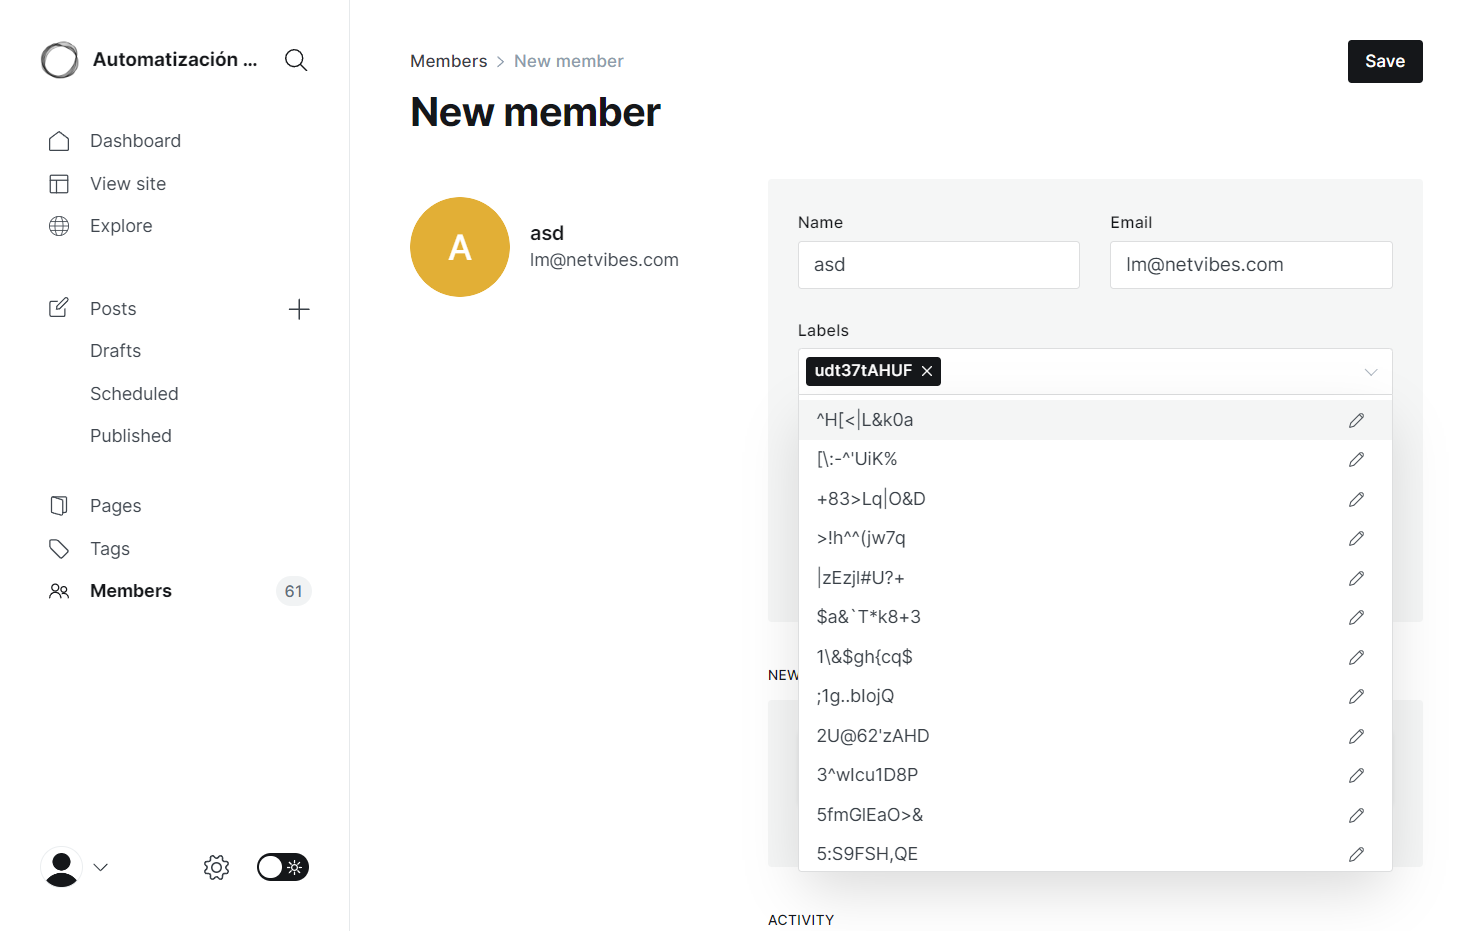 Automatización ...
Dashboard
View site
Explore
Posts
Drafts
Scheduled
Published
Pages
Tags
Members
61
Members > New member
Save
New member
A
asd
lm@netvibes.com
Name
Email
asd
lm@netvibes.com
Labels
udt37tAHUF
^H[<|L&k0a
[\:-^'UiK%
+83>Lq|O&D
>!h^^(jw7q
|zEzjl#U?+
$a&`T*k8+3
1\&$gh{cq$
;1g..bIojQ
2U@62'zAHD
3^wIcu1D8P
5fmGlEaO>&
5:S9FSH,QE
NEW
ACTIVITY